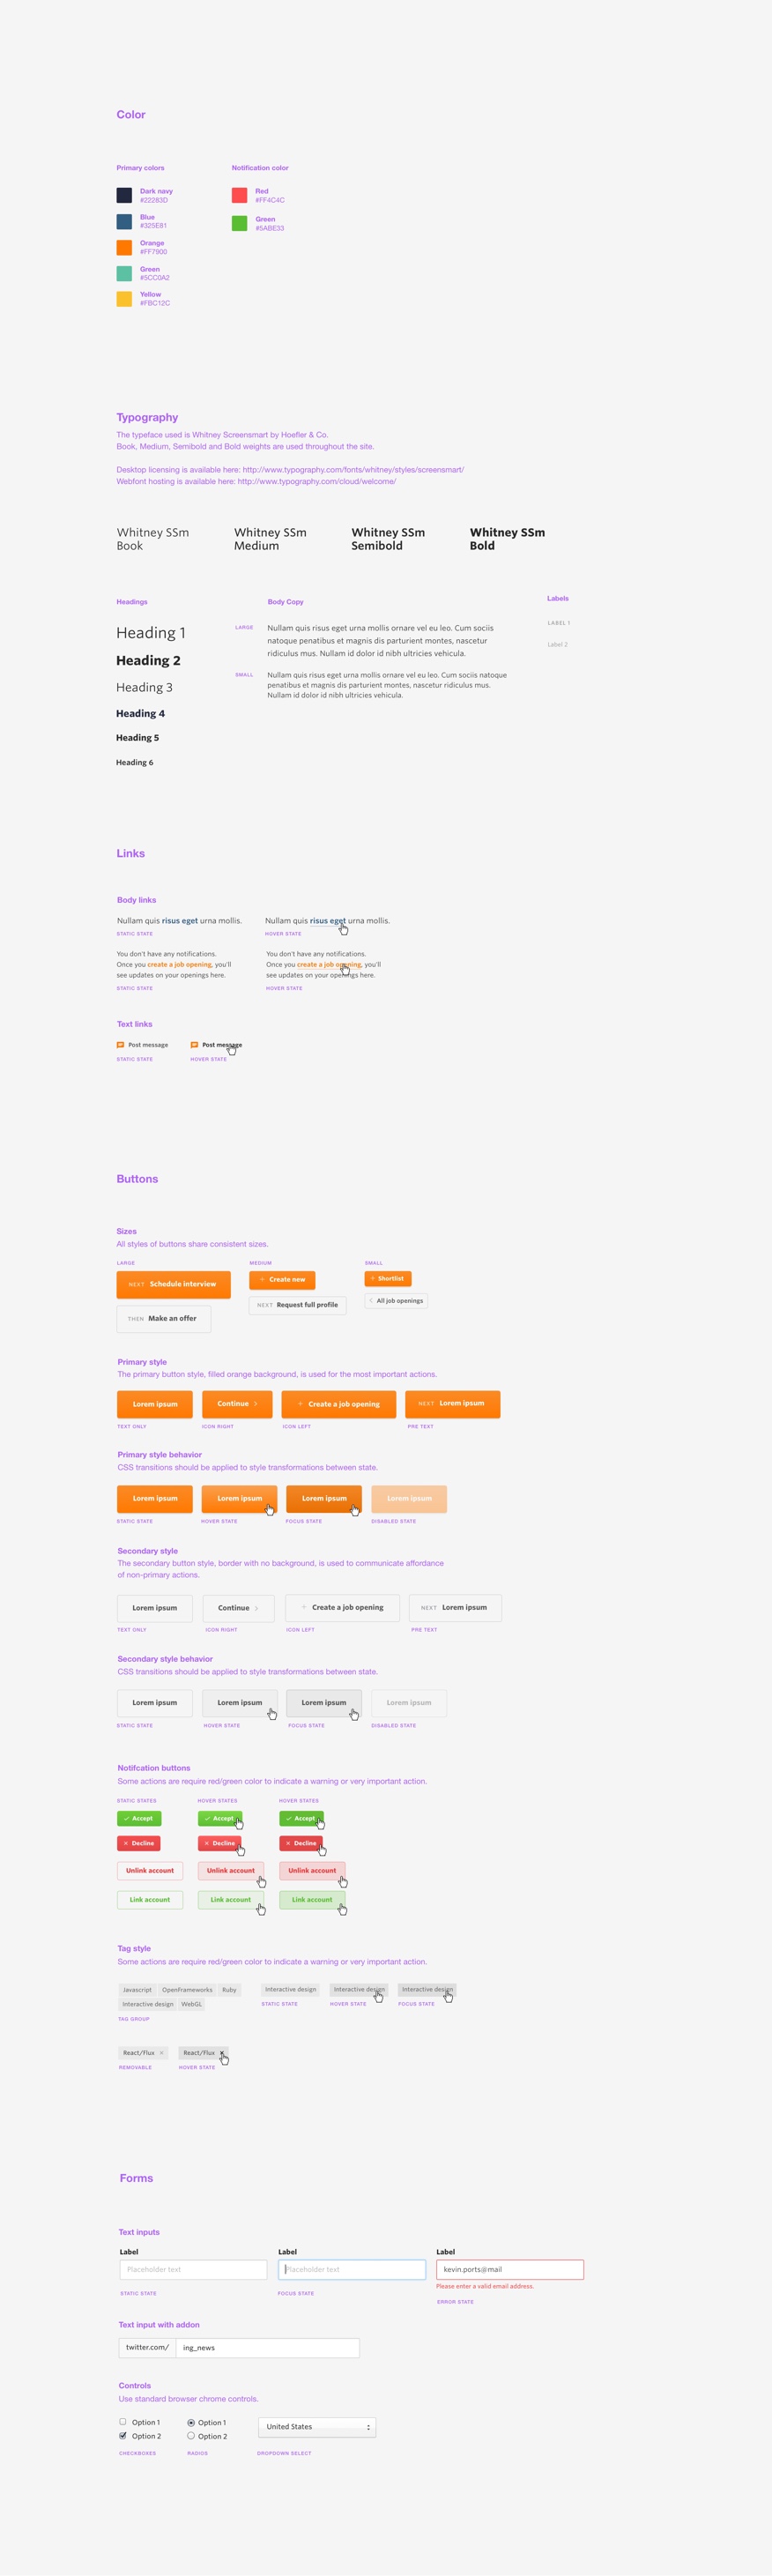 Color
Primary colors
Dark navy
#22283D
Blue
#325E81
Orange
#FF7900
Green
#5CC0A2
Yellow
#FBC12C
Notification color
Red
#FF4C4C
Green
#5ABE33
Typography
The typeface used is Whitney Screensmart by Hoefler & Co.
Book, Medium, Semibold and Bold weights are used throughout the site.
Desktop licensing is available here: http://www.typography.com/fonts/whitney/styles/screensmart/
Webfont hosting is available here: http://www.typography.com/cloud/welcome/
Whitney SSm
Book
Whitney SSm
Medium
Whitney SSm
Semibold
Whitney SSm
Bold
Headings
Heading 1
Heading 2
Heading 3
Heading 4
Heading 5
Heading 6
Body Copy
LARGE
Nullam quis risus eget urna mollis ornare vel eu leo. Cum sociis
natoque penatibus et magnis dis parturient montes, nascetur
ridiculus mus. Nullam id dolor id nibh ultricies vehicula.
SMALL
Nullam quis risus eget urna mollis ornare vel eu leo. Cum sociis natoque
penatibus et magnis dis parturient montes, nascetur ridiculus mus.
Nullam id dolor id nibh ultricies vehicula.
Labels
LABEL 1
Label 2
Links
Body links
Nullam quis risus eget urna mollis.
STATIC STATE
Nullam quis risus eget urna mollis.
HOVER STATE
You don't have any notifications.
Once you create a job opening, you'll
see updates on your openings here.
STATIC STATE
You don't have any notifications.
Once you create a job opening, you'll
see updates on your openings here.
HOVER STATE
Text links
Post message
STATIC STATE
Post message
HOVER STATE
Buttons
Sizes
All styles of buttons share consistent sizes.
LARGE
NEXT Schedule interview
THEN Make an offer
MEDIUM
+ Create new
NEXT Request full profile
SMALL
+ Shortlist
< All job openings
Primary style
The primary button style, filled orange background, is used for the most important actions.
Lorem ipsum
TEXT ONLY
Continue >
ICON RIGHT
+ Create a job opening
ICON LEFT
NEXT Lorem ipsum
PRE TEXT
Primary style behavior
CSS transitions should be applied to style transformations between state.
Lorem ipsum
STATIC STATE
Lorem ipsum
HOVER STATE
Lorem ipsum
FOCUS STATE
Lorem ipsum
DISABLED STATE
Secondary style
The secondary button style, border with no background, is used to communicate affordance
of non-primary actions.
Lorem ipsum
TEXT ONLY
Continue >
ICON RIGHT
+ Create a job opening
ICON LEFT
NEXT Lorem ipsum
PRE TEXT
Secondary style behavior
CSS transitions should be applied to style transformations between state.
Lorem ipsum
STATIC STATE
Lorem ipsum
HOVER STATE
Lorem ipsum
FOCUS STATE
Lorem ipsum
DISABLED STATE
Notifcation buttons
Some actions are require red/green color to indicate a warning or very important action.
STATIC STATES
HOVER STATES
HOVER STATES
✓ Accept
✓ Accept
✓ Accept
× Decline
× Decline
× Decline
Unlink account
Unlink account
Unlink account
Link account
Link account
Link account
Tag style
Some actions are require red/green color to indicate a warning or very important action.
Javascript OpenFrameworks Ruby
Interactive design WebGL
TAG GROUP
Interactive design
STATIC STATE
Interactive design
HOVER STATE
Interactive design
FOCUS STATE
React/Flux ×
REMOVABLE
React/Flux ×
HOVER STATE
Forms
Text inputs
Label
Placeholder text
STATIC STATE
Label
Placeholder text
FOCUS STATE
Label
kevin.ports@mail
Please enter a valid email address.
ERROR STATE
Text input with addon
twitter.com/ ing_news
Controls
Use standard browser chrome controls.
Option 1
Option 2
CHECKBOXES
Option 1
Option 2
RADIOS
United States
DROPDOWN SELECT